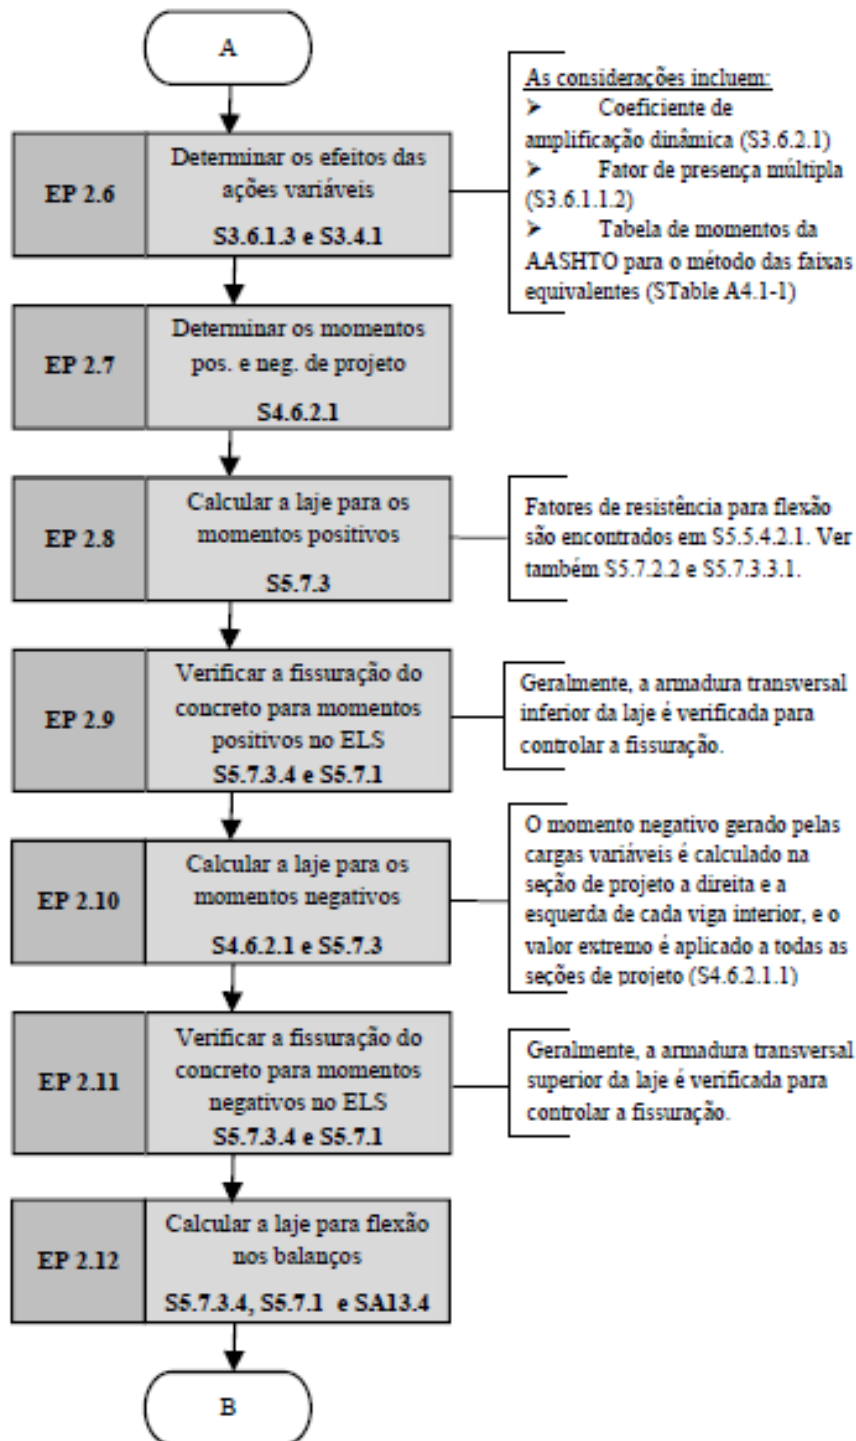 A
EP 2.6
Determinar os efeitos das
ações variáveis
S3.6.1.3 e S3.4.1
As considerações incluem:
➢ Coeficiente de
amplificação dinâmica (S3.6.2.1)
➢ Fator de presença múltipla
(S3.6.1.1.2)
➢ Tabela de momentos da
AASHTO para o método das faixas
equivalentes (STable A4.1-1)
EP 2.7
Determinar os momentos
pos. e neg. de projeto
S4.6.2.1
EP 2.8
Calcular a laje para os
momentos positivos
S5.7.3
Fatores de resistência para flexão
são encontrados em S5.5.4.2.1. Ver
também S5.7.2.2 e S5.7.3.3.1.
EP 2.9
Verificar a fissuração do
concreto para momentos
positivos no ELS
S5.7.3.4 e S5.7.1
Geralmente, a armadura transversal
inferior da laje é verificada para
controlar a fissuração.
EP 2.10
Calcular a laje para os
momentos negativos
S4.6.2.1 e S5.7.3
O momento negativo gerado pelas
cargas variáveis é calculado na
seção de projeto a direita e a
esquerda de cada viga interior, e o
valor extremo é aplicado a todas as
seções de projeto (S4.6.2.1.1)
EP 2.11
Verificar a fissuração do
concreto para momentos
negativos no ELS
S5.7.3.4 e S5.7.1
Geralmente, a armadura transversal
superior da laje é verificada para
controlar a fissuração.
EP 2.12
Calcular a laje para flexão
nos balanços
S5.7.3.4, S5.7.1 e SA13.4
B